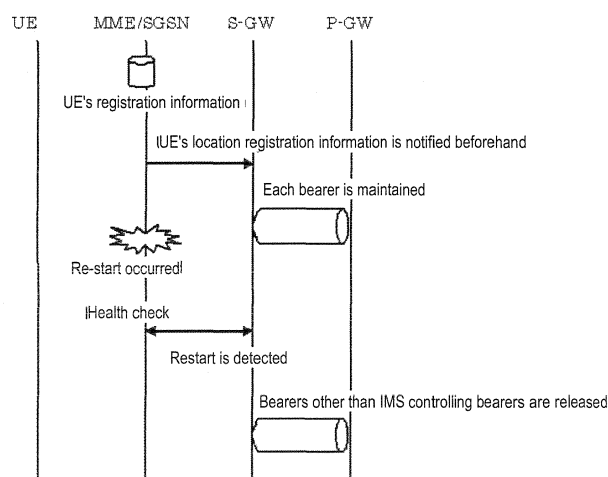 UE MME/SGSN S-GW P-GW
UE's registration information
UE's location registration information is notified beforehand
Each bearer is maintained
Re-start occurred
Health check
Restart is detected
Bearers other than IMS controlling bearers are released